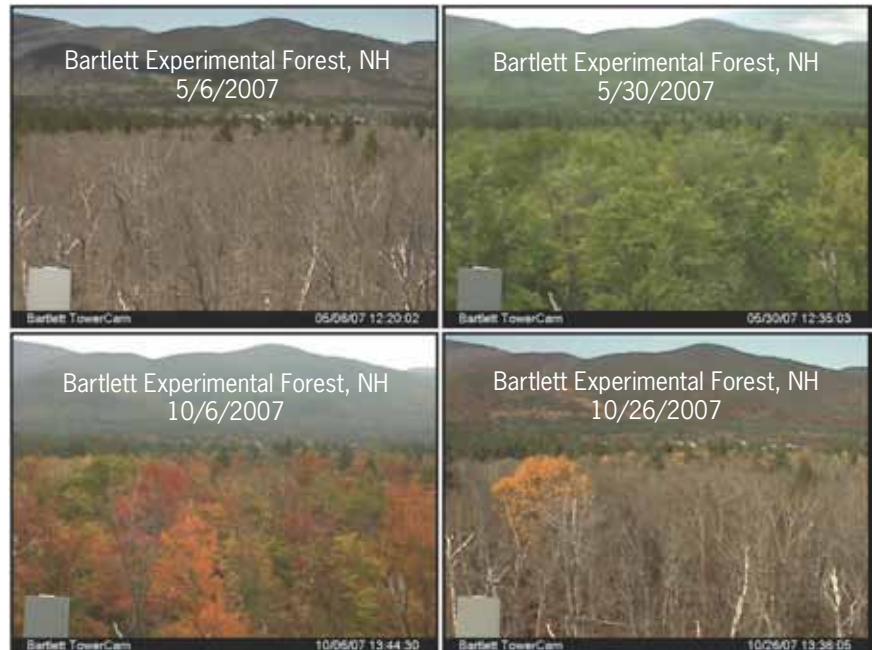 Bartlett Experimental Forest, NH
5/6/2007
Bartlett TowerCam 05/06/07 12:20:02
Bartlett Experimental Forest, NH
5/30/2007
Bartlett TowerCam 05/30/07 12:35:03
Bartlett Experimental Forest, NH
10/6/2007
Bartlett TowerCam 10/06/07 13:44:30
Bartlett Experimental Forest, NH
10/26/2007
Bartlett TowerCam 10/26/07 13:36:05